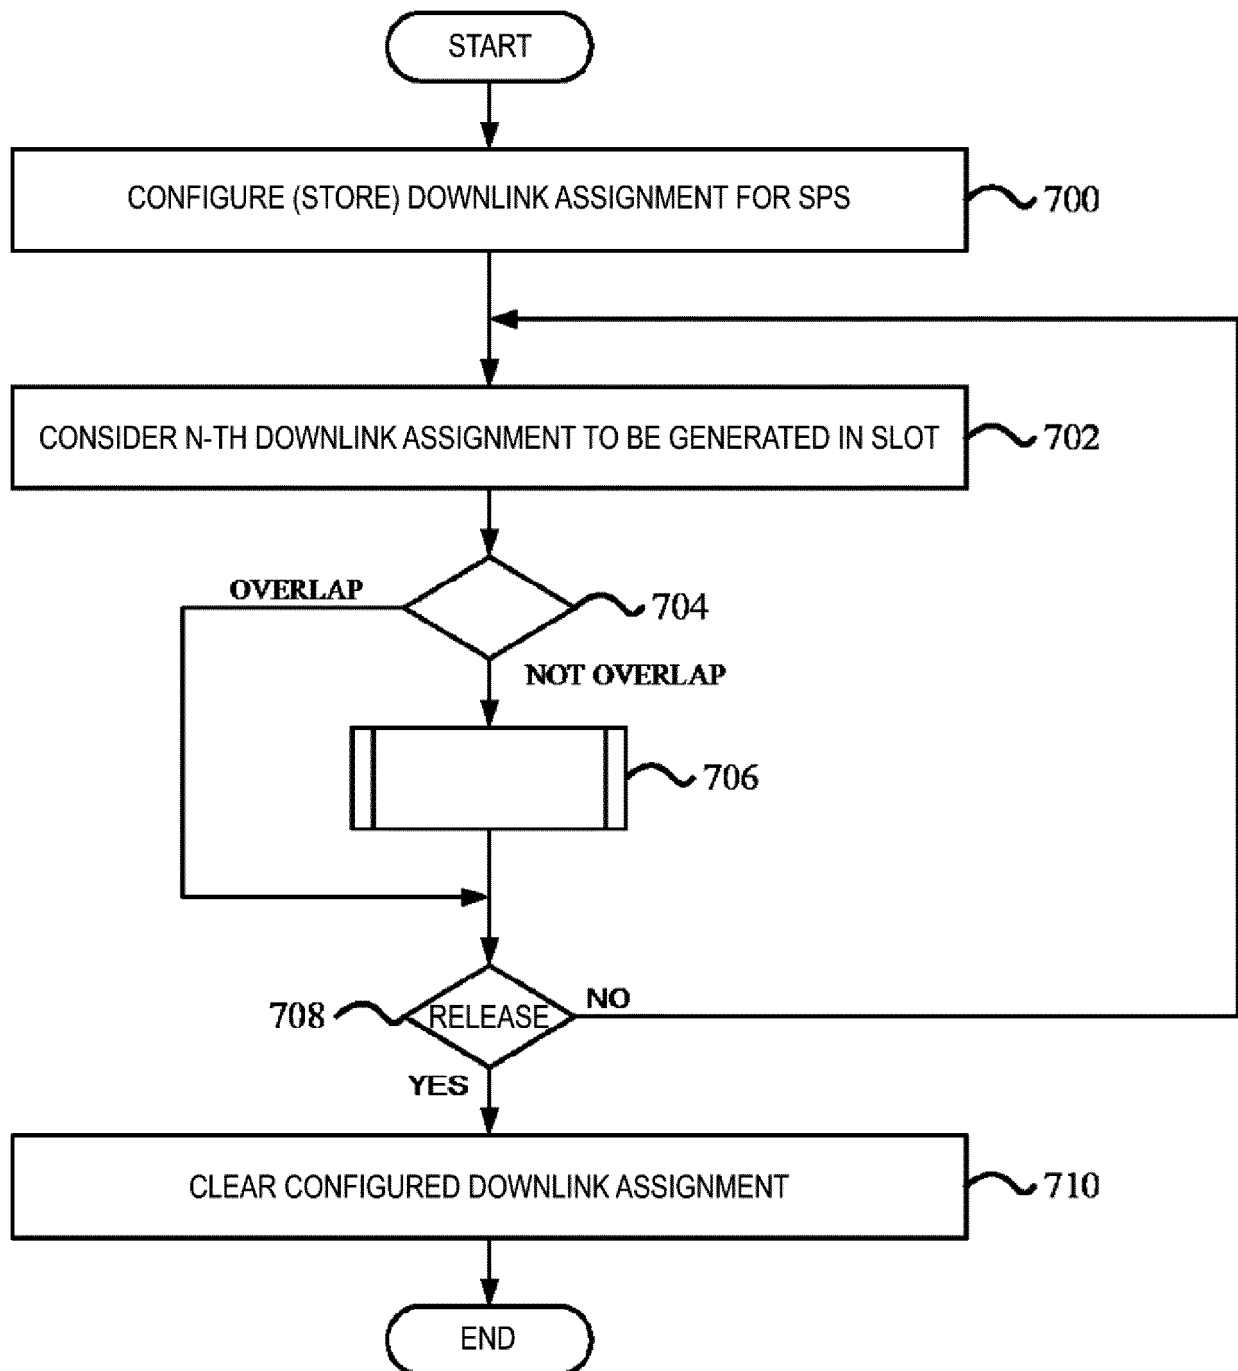 START
CONFIGURE (STORE) DOWNLINK ASSIGNMENT FOR SPS
700
CONSIDER N-TH DOWNLINK ASSIGNMENT TO BE GENERATED IN SLOT
702
OVERLAP
704
NOT OVERLAP
706
708
RELEASE
NO
YES
CLEAR CONFIGURED DOWNLINK ASSIGNMENT
710
END